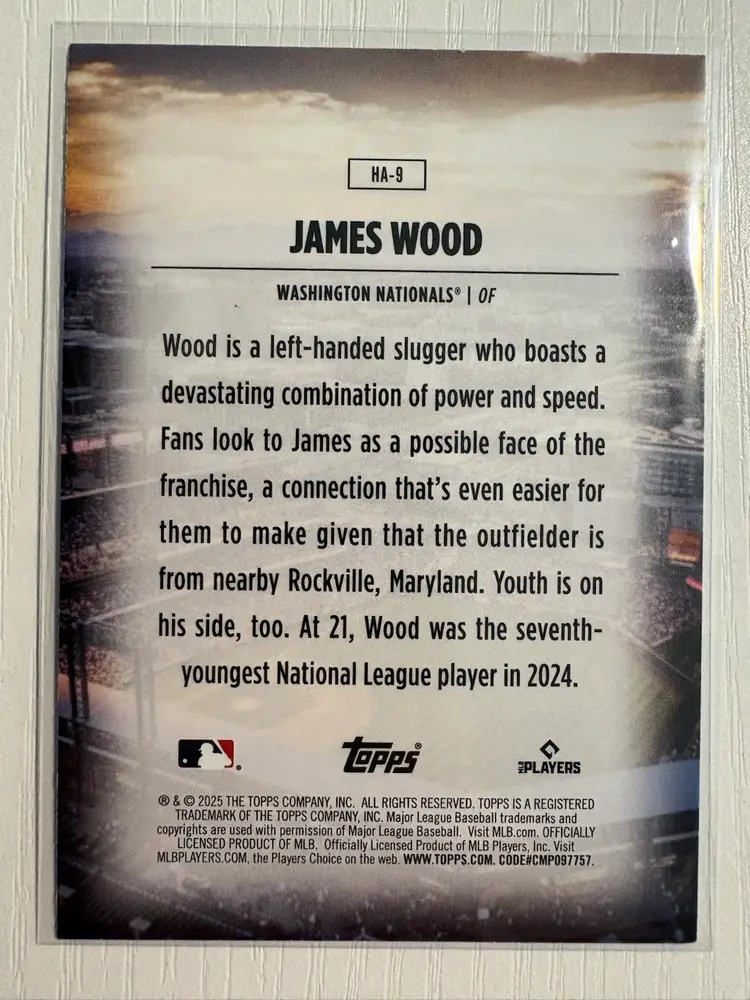 HA-9
JAMES WOOD
WASHINGTON NATIONALS® | OF
Wood is a left-handed slugger who boasts a
devastating combination of power and speed.
Fans look to James as a possible face of the
franchise, a connection that's even easier for
them to make given that the outfielder is
from nearby Rockville, Maryland. Youth is on
his side, too. At 21, Wood was the seventh-
youngest National League player in 2024.
topps®
MLB PLAYERS
® & © 2025 THE TOPPS COMPANY, INC. ALL RIGHTS RESERVED. TOPPS IS A REGISTERED
TRADEMARK OF THE TOPPS COMPANY, INC. Major League Baseball trademarks and
copyrights are used with permission of Major League Baseball. Visit MLB.com. OFFICIALLY
LICENSED PRODUCT OF MLB. Officially Licensed Product of MLB Players, Inc. Visit
MLBPLAYERS.COM, the Players Choice on the web. WWW.TOPPS.COM. CODE#CMP097757.